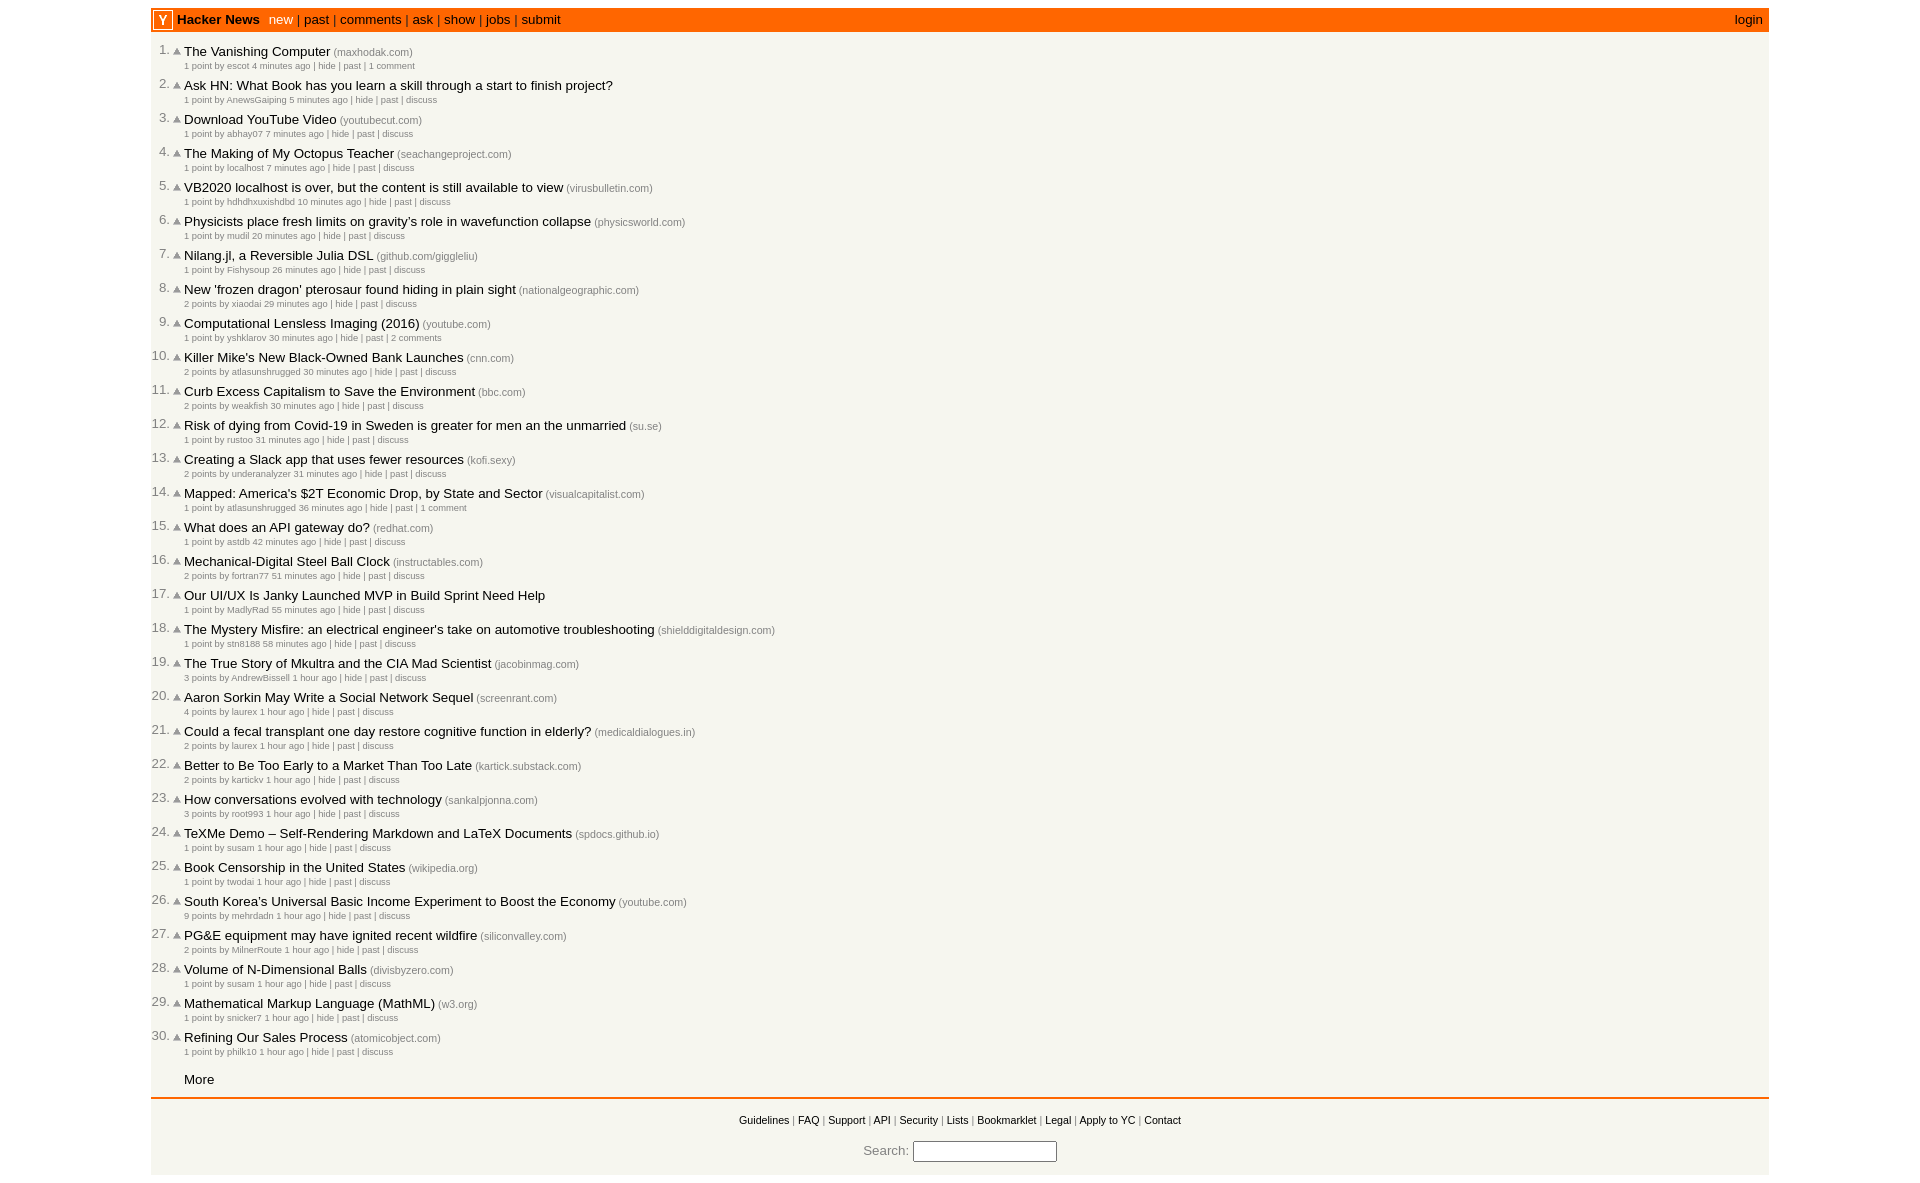 Y Hacker News new | past | comments | ask | show | jobs | submit login
1. The Vanishing Computer (maxhodak.com)
1 point by escot 4 minutes ago | hide | past | 1 comment
2. Ask HN: What Book has you learn a skill through a start to finish project?
1 point by AnewsGaiping 5 minutes ago | hide | past | discuss
3. Download YouTube Video (youtubecut.com)
1 point by abhay07 7 minutes ago | hide | past | discuss
4. The Making of My Octopus Teacher (seachangeproject.com)
1 point by localhost 7 minutes ago | hide | past | discuss
5. VB2020 localhost is over, but the content is still available to view (virusbulletin.com)
1 point by hdhdhxuxishdbd 10 minutes ago | hide | past | discuss
6. Physicists place fresh limits on gravity’s role in wavefunction collapse (physicsworld.com)
1 point by mudil 20 minutes ago | hide | past | discuss
7. Nilang.jl, a Reversible Julia DSL (github.com/giggleliu)
1 point by Fishysoup 26 minutes ago | hide | past | discuss
8. New 'frozen dragon' pterosaur found hiding in plain sight (nationalgeographic.com)
2 points by xiaodai 29 minutes ago | hide | past | discuss
9. Computational Lensless Imaging (2016) (youtube.com)
1 point by yshklarov 30 minutes ago | hide | past | 2 comments
10. Killer Mike's New Black-Owned Bank Launches (cnn.com)
2 points by atlasunshrugged 30 minutes ago | hide | past | discuss
11. Curb Excess Capitalism to Save the Environment (bbc.com)
2 points by weakfish 30 minutes ago | hide | past | discuss
12. Risk of dying from Covid-19 in Sweden is greater for men an the unmarried (su.se)
1 point by rustoo 31 minutes ago | hide | past | discuss
13. Creating a Slack app that uses fewer resources (kofi.sexy)
2 points by underanalyzer 31 minutes ago | hide | past | discuss
14. Mapped: America's $2T Economic Drop, by State and Sector (visualcapitalist.com)
1 point by atlasunshrugged 36 minutes ago | hide | past | 1 comment
15. What does an API gateway do? (redhat.com)
1 point by astdb 42 minutes ago | hide | past | discuss
16. Mechanical-Digital Steel Ball Clock (instructables.com)
2 points by fortran77 51 minutes ago | hide | past | discuss
17. Our UI/UX Is Janky Launched MVP in Build Sprint Need Help
1 point by MadlyRad 55 minutes ago | hide | past | discuss
18. The Mystery Misfire: an electrical engineer's take on automotive troubleshooting (shielddigitaldesign.com)
1 point by stn8188 58 minutes ago | hide | past | discuss
19. The True Story of Mkultra and the CIA Mad Scientist (jacobinmag.com)
3 points by AndrewBissell 1 hour ago | hide | past | discuss
20. Aaron Sorkin May Write a Social Network Sequel (screenrant.com)
4 points by laurex 1 hour ago | hide | past | discuss
21. Could a fecal transplant one day restore cognitive function in elderly? (medicaldialogues.in)
2 points by laurex 1 hour ago | hide | past | discuss
22. Better to Be Too Early to a Market Than Too Late (kartick.substack.com)
2 points by kartickv 1 hour ago | hide | past | discuss
23. How conversations evolved with technology (sankalpjonna.com)
3 points by root993 1 hour ago | hide | past | discuss
24. TeXMe Demo – Self-Rendering Markdown and LaTeX Documents (spdocs.github.io)
1 point by susam 1 hour ago | hide | past | discuss
25. Book Censorship in the United States (wikipedia.org)
1 point by twodai 1 hour ago | hide | past | discuss
26. South Korea’s Universal Basic Income Experiment to Boost the Economy (youtube.com)
9 points by mehrdadn 1 hour ago | hide | past | discuss
27. PG&E equipment may have ignited recent wildfire (siliconvalley.com)
2 points by MilnerRoute 1 hour ago | hide | past | discuss
28. Volume of N-Dimensional Balls (divisbyzero.com)
1 point by susam 1 hour ago | hide | past | discuss
29. Mathematical Markup Language (MathML) (w3.org)
1 point by snicker7 1 hour ago | hide | past | discuss
30. Refining Our Sales Process (atomicobject.com)
1 point by philk10 1 hour ago | hide | past | discuss
More
Guidelines | FAQ | Support | API | Security | Lists | Bookmarklet | Legal | Apply to YC | Contact
Search: